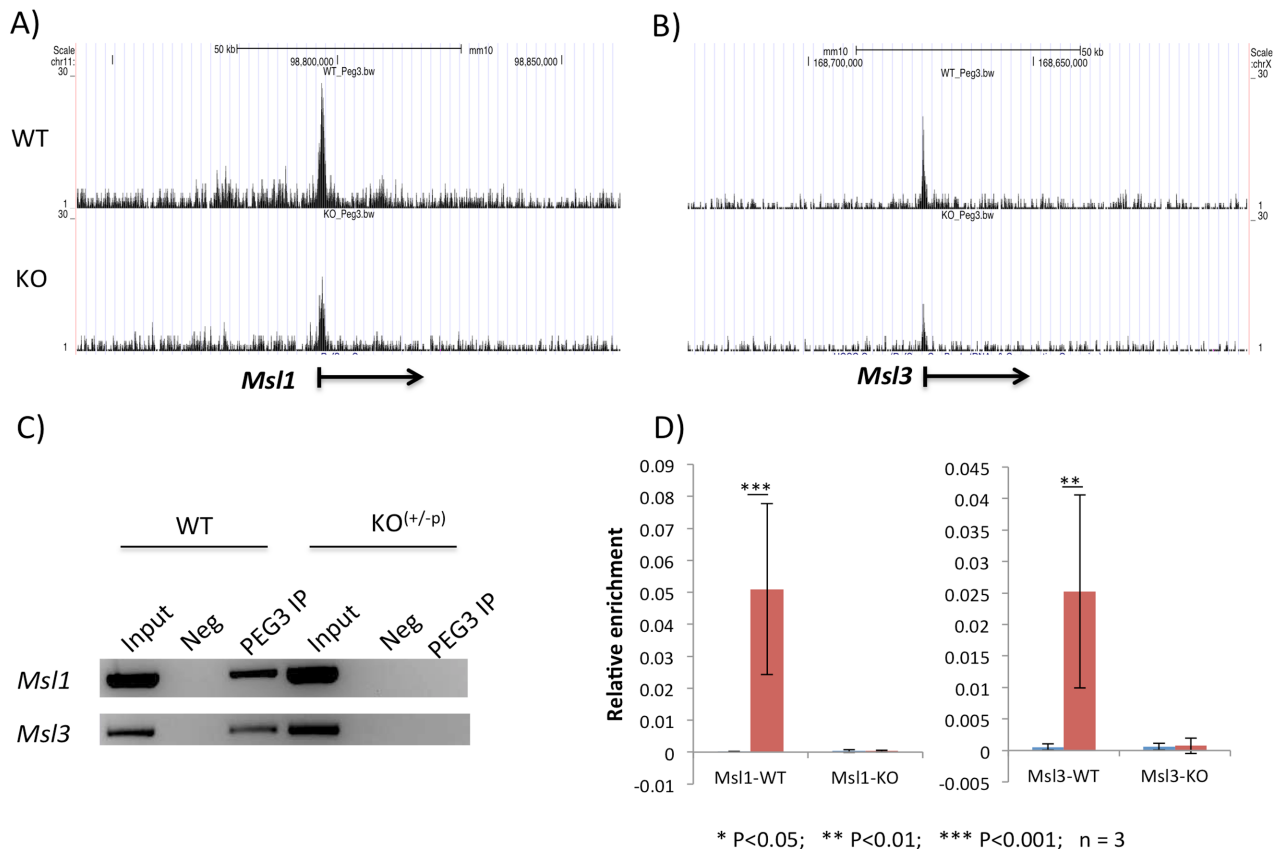 A)
Scale
chr11:
50 kb
mm10
98,800,000
98,850,000
WT_Peg3.bw
30
WT
1
KO_Peg3.bw
30
KO
1
Msl1
B)
mm10
50 kb
Scale
:chrX
168,700,000
168,650,000
WT_Peg3.bw
30
1
KO_Peg3.bw
30
1
Msl3
C)
WT
KO(+/-p)
Input
Neg
PEG3 IP
Input
Neg
PEG3 IP
Msl1
Msl3
D)
Relative enrichment
0.09
0.08
0.07
0.06
0.05
0.04
0.03
0.02
0.01
0
-0.01
***
Msl1-WT
Msl1-KO
0.045
0.04
0.035
0.03
0.025
0.02
0.015
0.01
0.005
0
-0.005
**
Msl3-WT
Msl3-KO
* P<0.05; ** P<0.01; *** P<0.001; n = 3